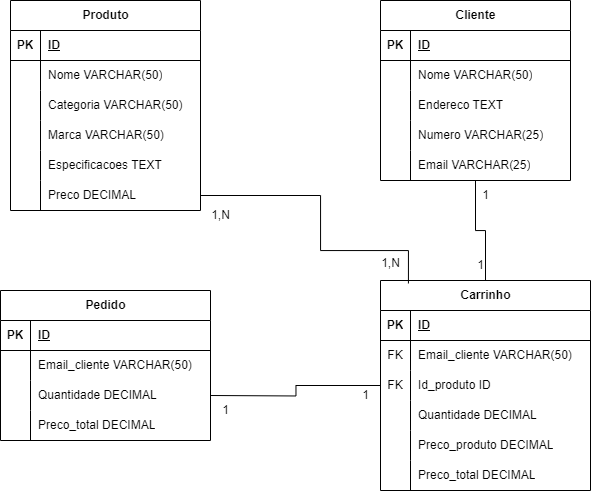 Produto
PK ID
Nome VARCHAR(50)
Categoria VARCHAR(50)
Marca VARCHAR(50)
Especificacoes TEXT
Preco DECIMAL
Cliente
PK ID
Nome VARCHAR(50)
Endereco TEXT
Numero VARCHAR(25)
Email VARCHAR(25)
1,N
1
1,N
1
Pedido
PK ID
Email_cliente VARCHAR(50)
Quantidade DECIMAL
Preco_total DECIMAL
1
1
Carrinho
PK ID
FK Email_cliente VARCHAR(50)
FK Id_produto ID
Quantidade DECIMAL
Preco_produto DECIMAL
Preco_total DECIMAL